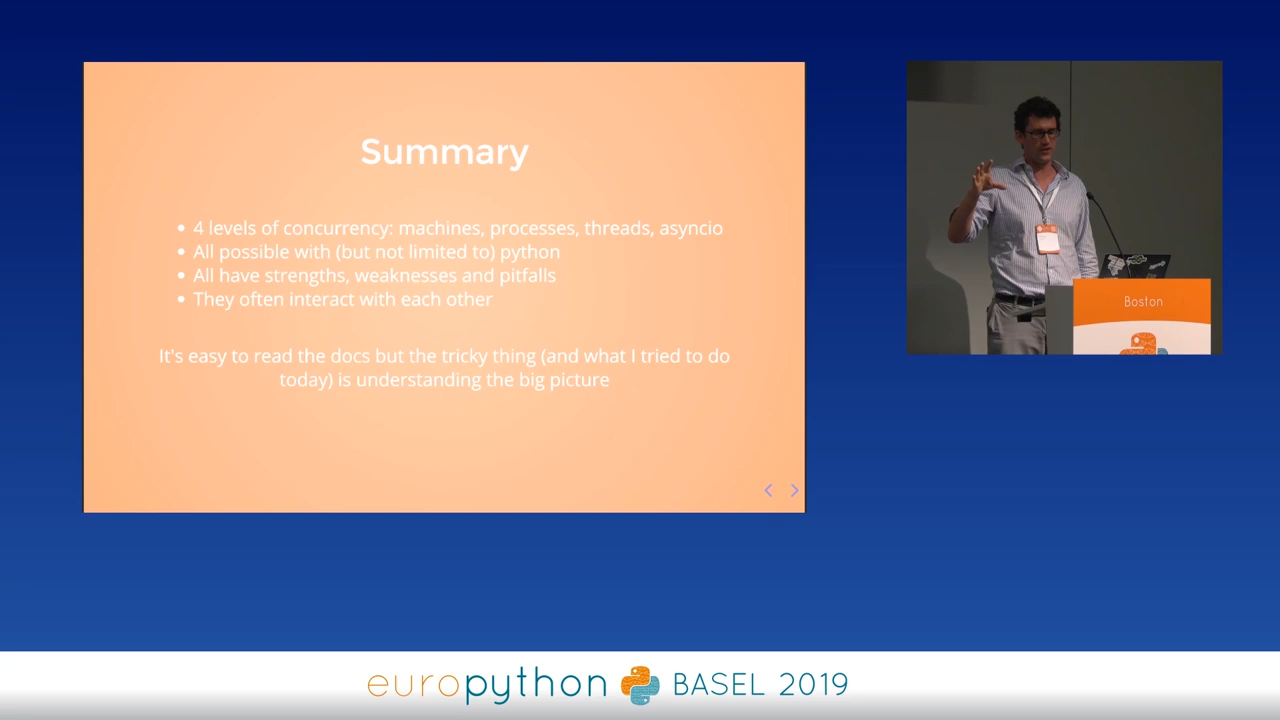 Summary
4 levels of concurrency: machines, processes, threads, asyncio
All possible with (but not limited to) python
All have strengths, weaknesses and pitfalls
They often interact with each other
It's easy to read the docs but the tricky thing (and what I tried to do
today) is understanding the big picture
Boston
europython BASEL 2019